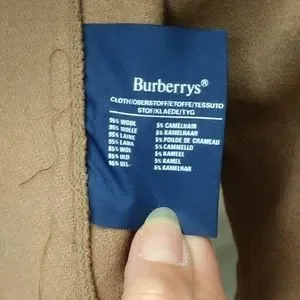 Burberrys®
CLOTH/OBERSTOFF/ETOFFE/TESSUTO
STOF/KLAEDE/TYG
95% WOOL 5% CAMELHAIR
95% WOLLE 5% KAMELHAAR
95% LAINE 5% POILDE DE CHAMEAU
95% LANA 5% CAMMELLO
95% WOL 5% KAMEEL
95% ULD 5% KAMEL
95% ULL 5% KAMELHAR